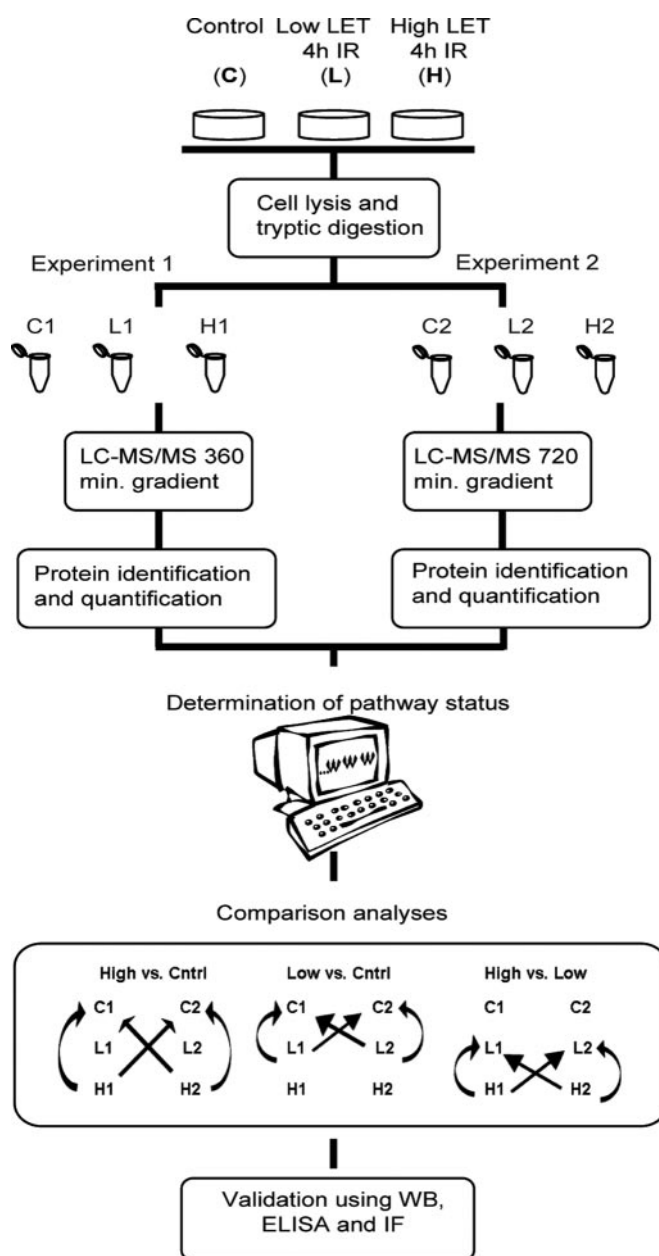 Control Low LET High LET
4h IR 4h IR
(C) (L) (H)
Cell lysis and
tryptic digestion
Experiment 1 Experiment 2
C1 L1 H1 C2 L2 H2
LC-MS/MS 360
min. gradient
LC-MS/MS 720
min. gradient
Protein identification
and quantification
Protein identification
and quantification
Determination of pathway status
...WWW
Comparison analyses
High vs. Cntrl Low vs. Cntrl High vs. Low
C1 C2 C1 C2 C1 C2
L1 L2 L1 L2 L1 L2
H1 H2 H1 H2 H1 H2
Validation using WB,
ELISA and IF